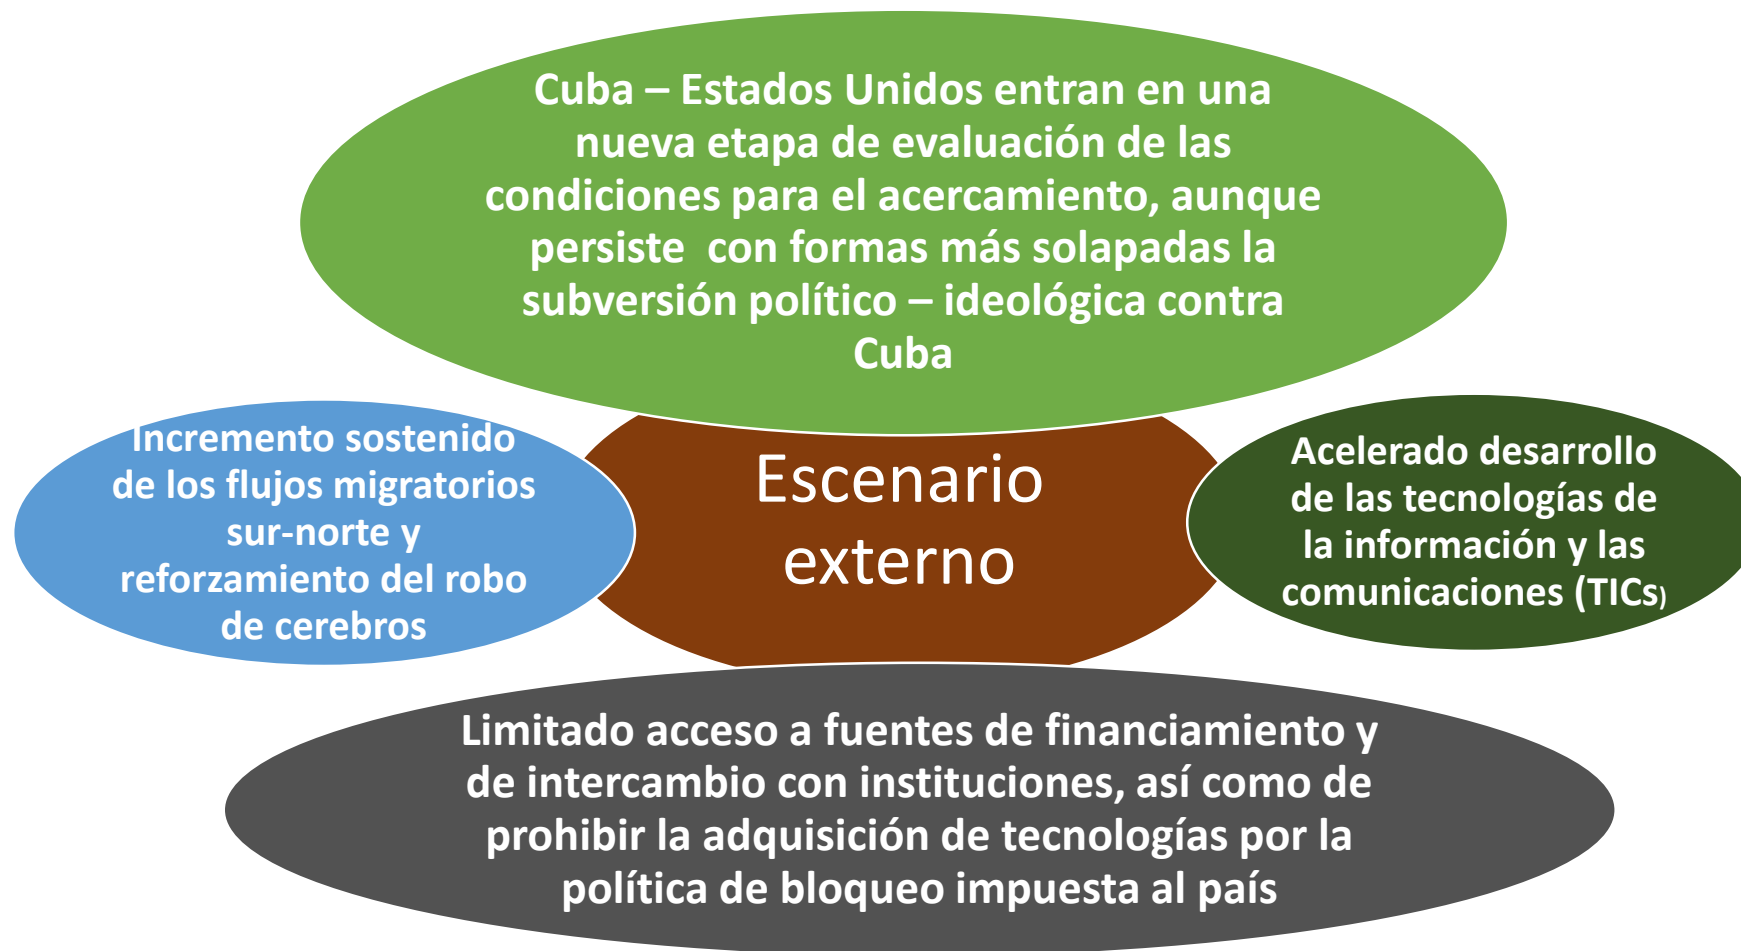 Cuba – Estados Unidos entran en una
nueva etapa de evaluación de las
condiciones para el acercamiento, aunque
persiste  con formas más solapadas la
subversión político – ideológica contra
Cuba
Incremento sostenido
de los flujos migratorios
sur-norte y
reforzamiento del robo
de cerebros
Escenario
externo
Acelerado desarrollo
de las tecnologías de
la información y las
comunicaciones (TICs)
Limitado acceso a fuentes de financiamiento y
de intercambio con instituciones, así como de
prohibir la adquisición de tecnologías por la
política de bloqueo impuesta al país